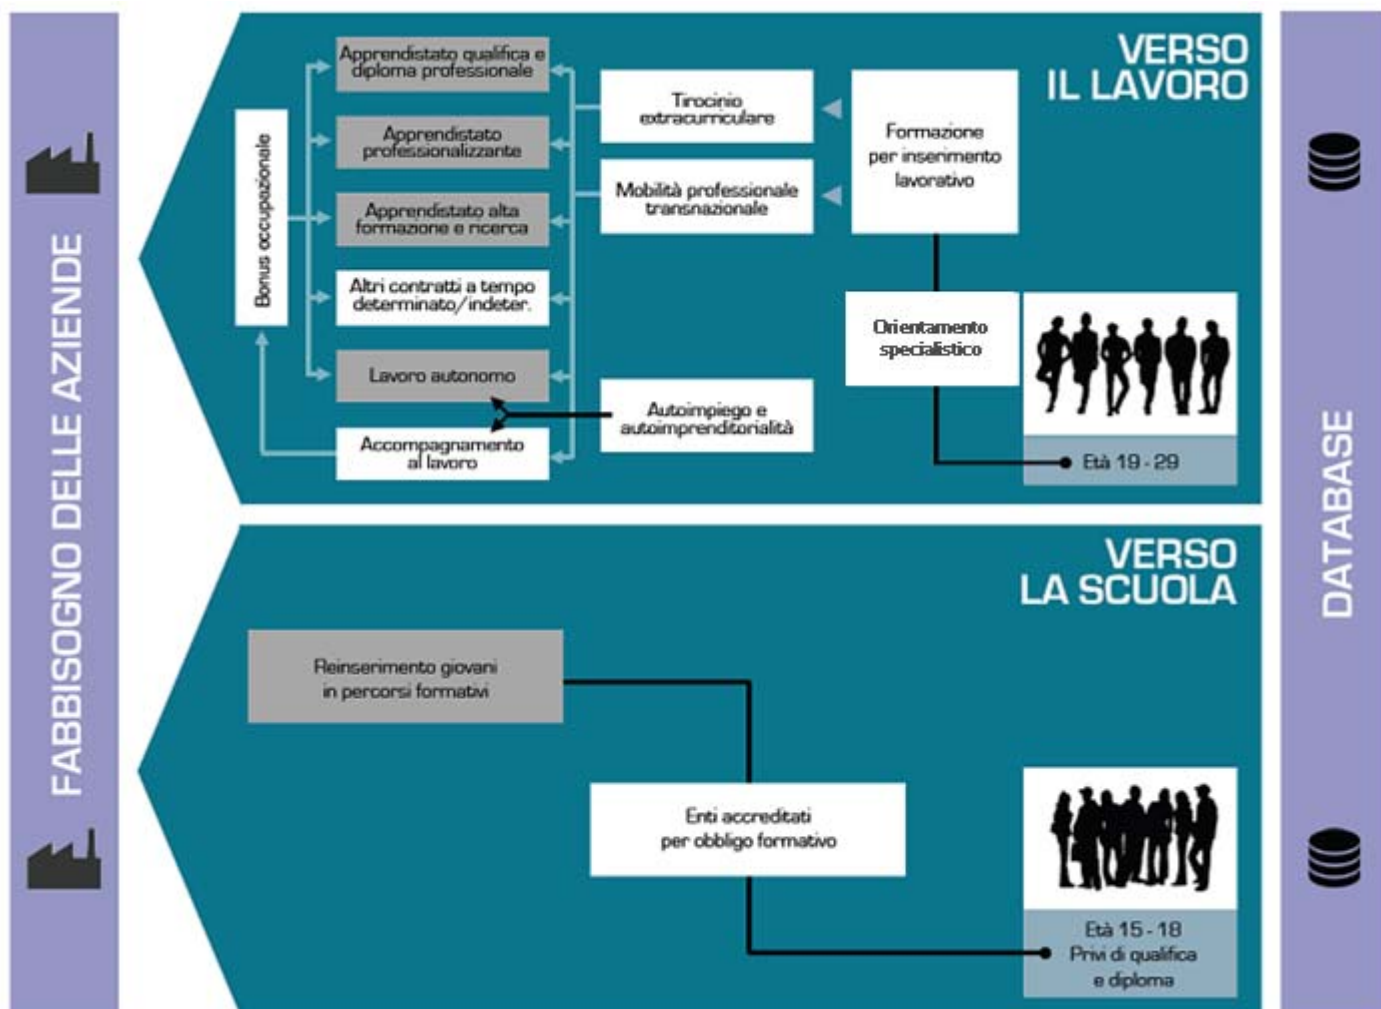 FABBISOGNO DELLE AZIENDE
VERSO
IL LAVORO
Bonus occupazionale
Apprendistato qualifica e
diploma professionale
Apprendistato
professionalizzante
Apprendistato alta
formazione e ricerca
Altri contratti a tempo
determinato/indeter.
Lavoro autonomo
Accompagnamento
al lavoro
Tirocinio
extracurriculare
Mobilità professionale
transnazionale
Autoimpiego e
autoimprenditorialità
Formazione
per inserimento
lavorativo
Orientamento
specialistico
Età 19 - 29
VERSO
LA SCUOLA
Reinserimento giovani
in percorsi formativi
Enti accreditati
per obbligo formativo
Età 15 - 18
Privi di qualifica
e diploma
DATABASE